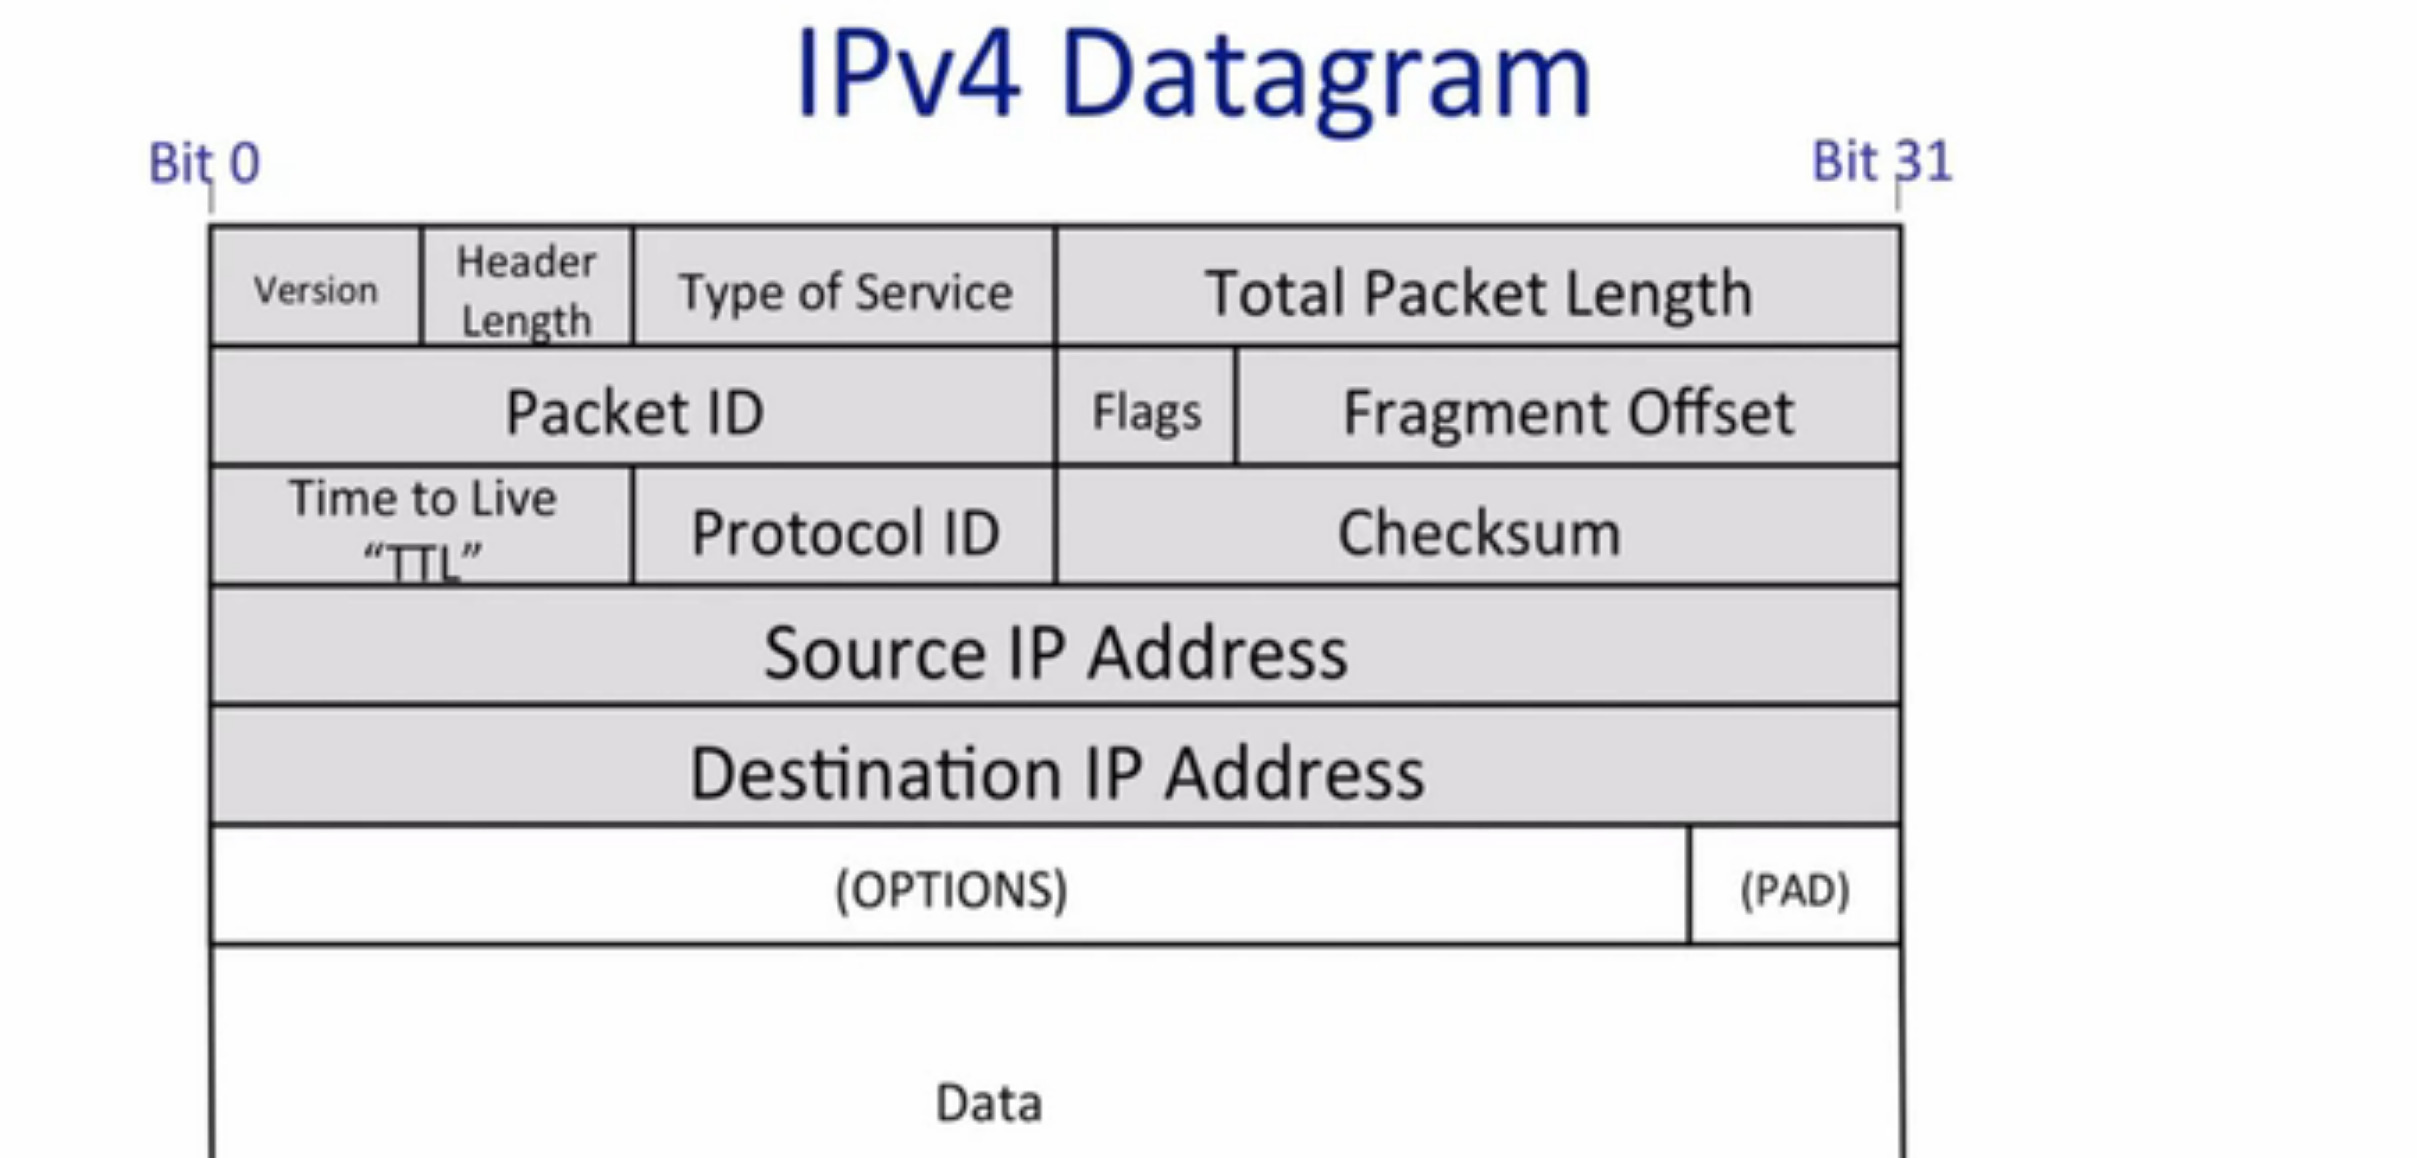 IPv4 Datagram
Bit 0
Bit 31
Version
Header
Length
Type of Service
Total Packet Length
Packet ID
Flags
Fragment Offset
Time to Live
“TTL”
Protocol ID
Checksum
Source IP Address
Destination IP Address
(OPTIONS)
(PAD)
Data